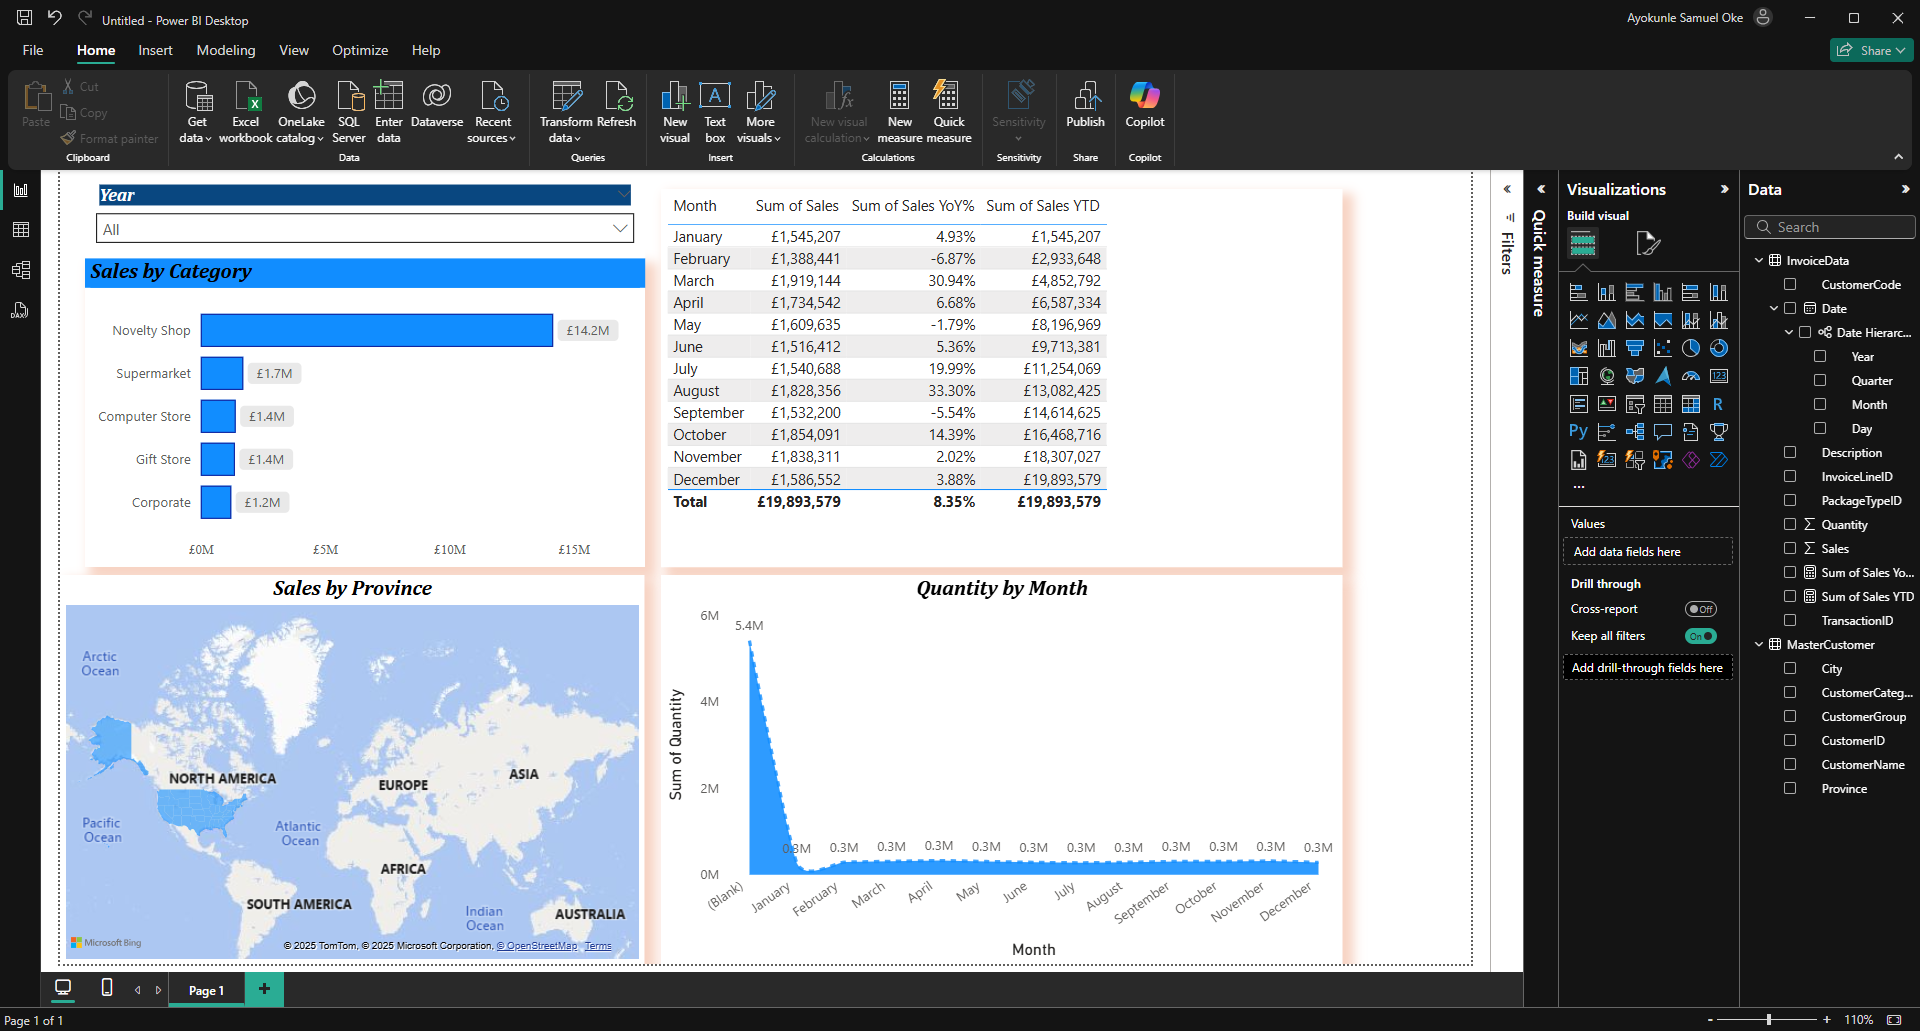 Untitled - Power BI Desktop
Ayokunle Samuel Oke
File Home Insert Modeling View Optimize Help
Share
Paste
Cut
Copy
Format painter
Clipboard
Get data
Excel workbook
OneLake catalog
SQL Server
Enter data
Dataverse
Recent sources
Data
Transform data
Refresh
Queries
New visual
Text box
More visuals
Insert
New visual calculation
New measure
Quick measure
Calculations
Sensitivity
Sensitivity
Publish
Share
Copilot
Copilot
Year
All
Sales by Category
Novelty Shop £14.2M
Supermarket £1.7M
Computer Store £1.4M
Gift Store £1.4M
Corporate £1.2M
£0M £5M £10M £15M
Month Sum of Sales Sum of Sales YoY% Sum of Sales YTD
January £1,545,207 4.93% £1,545,207
February £1,388,441 -6.87% £2,933,648
March £1,919,144 30.94% £4,852,792
April £1,734,542 6.68% £6,587,334
May £1,609,635 -1.79% £8,196,969
June £1,516,412 5.36% £9,713,381
July £1,540,688 19.99% £11,254,069
August £1,828,356 33.30% £13,082,425
September £1,532,200 -5.54% £14,614,625
October £1,854,091 14.39% £16,468,716
November £1,838,311 2.02% £18,307,027
December £1,586,552 3.88% £19,893,579
Total £19,893,579 8.35% £19,893,579
Sales by Province
Arctic Ocean
NORTH AMERICA
EUROPE
ASIA
Pacific Ocean
Atlantic Ocean
AFRICA
SOUTH AMERICA
Indian Ocean
AUSTRALIA
Microsoft Bing
© 2025 TomTom, © 2025 Microsoft Corporation, © OpenStreetMap Terms
Quantity by Month
Sum of Quantity
6M
4M
2M
0M
5.4M 0.3M 0.3M 0.3M 0.3M 0.3M 0.3M 0.3M 0.3M 0.3M 0.3M 0.3M 0.3M
(Blank) January February March April May June July August September October November December
Month
Filters
Quick measure
Visualizations
Build visual
123
R
Py
123
...
Values
Add data fields here
Drill through
Cross-report Off
Keep all filters On
Add drill-through fields here
Data
Search
InvoiceData
CustomerCode
Date
Date Hierarc...
Year
Quarter
Month
Day
Description
InvoiceLineID
PackageTypeID
Quantity
Sales
Sum of Sales Yo...
Sum of Sales YTD
TransactionID
MasterCustomer
City
CustomerCateg...
CustomerGroup
CustomerID
CustomerName
Province
Page 1
+
Page 1 of 1
- + 110%